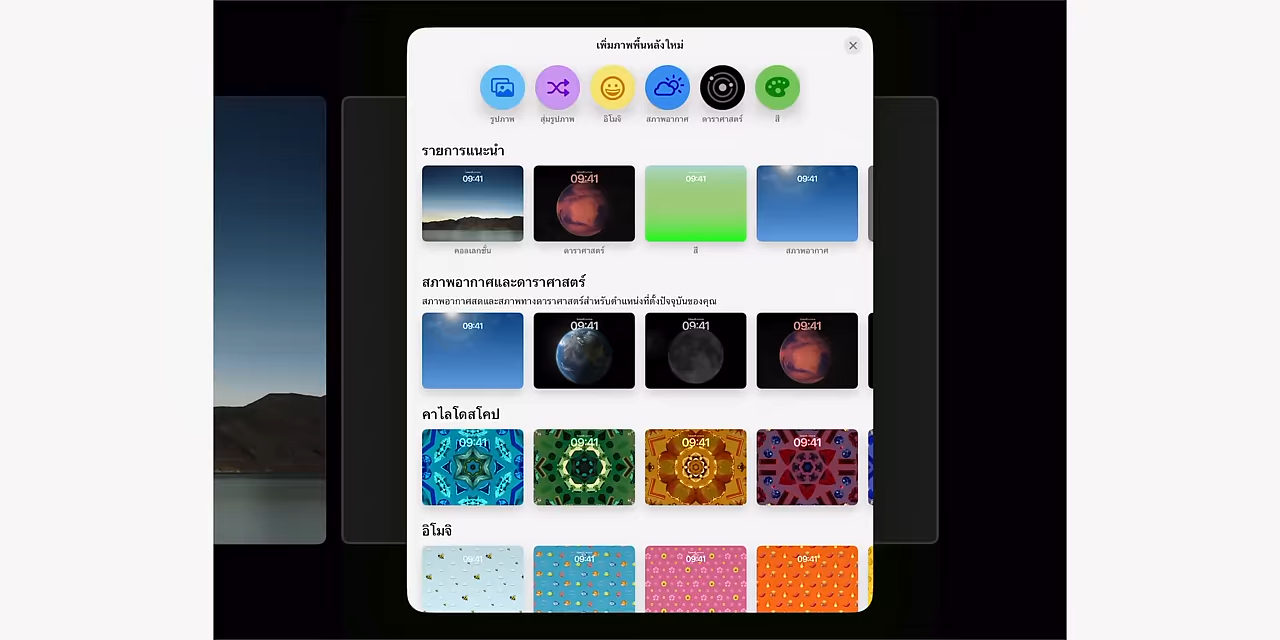 เพิ่มภาพพื้นหลังใหม่
รูปภาพ
สุ่มรูปภาพ
อิโมจิ
สภาพอากาศ
ดาราศาสตร์
สี
รายการแนะนำ
09:41
09:41
09:41
09:41
คอลเลกชั่น
ดาราศาสตร์
สี
สภาพอากาศ
สภาพอากาศและดาราศาสตร์
สภาพอากาศสดและสภาพทางดาราศาสตร์สำหรับตำแหน่งที่ตั้งปัจจุบันของคุณ
09:41
09:41
09:41
09:41
คาไลโดสโคป
09:41
09:41
09:41
09:41
อิโมจิ
09:41
09:41
09:41
09:41